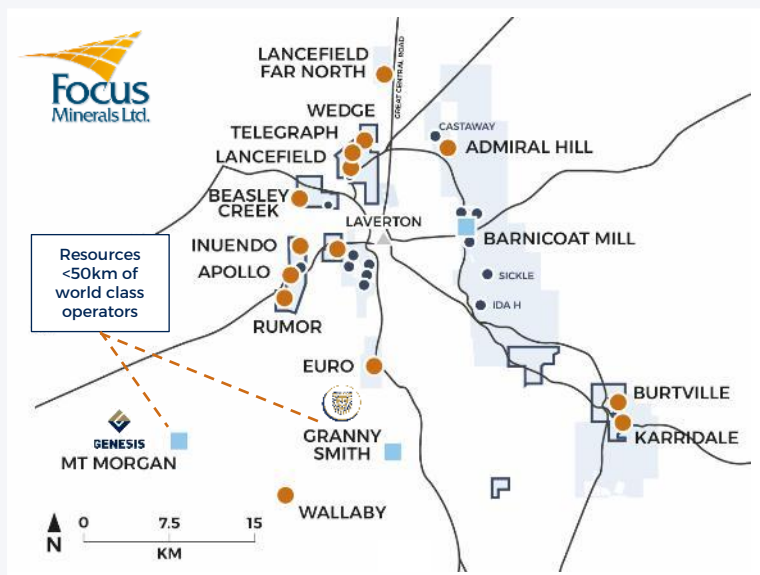 Focus
Minerals Ltd.
LANCEFIELD
FAR NORTH
GREAT CENTRAL ROAD
WEDGE
TELEGRAPH
LANCEFIELD
CASTAWAY
ADMIRAL HILL
BEASLEY
CREEK
LAVERTON
BARNICOAT MILL
INUENDO
APOLLO
RUMOR
SICKLE
IDA H
Resources
<50km of
world class
operators
EURO
BURTVILLE
KARRIDALE
GENESIS
MT MORGAN
GRANNY
SMITH
WALLABY
N
0 7.5 15
KM